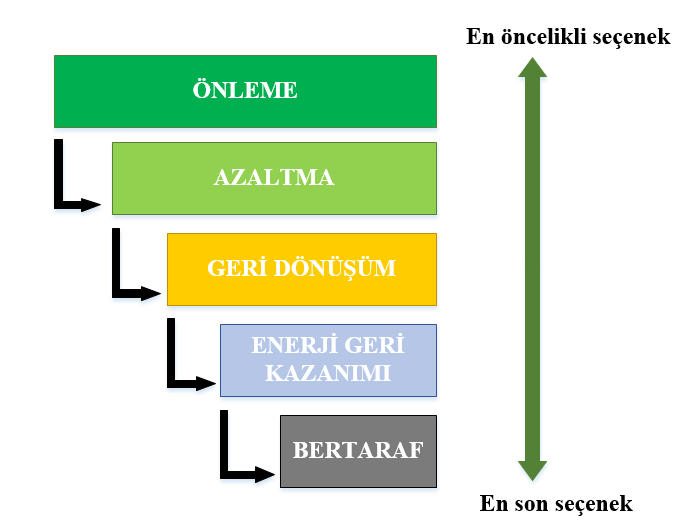 En öncelikli seçenek
ÖNLEME
AZALTMA
GERİ DÖNÜŞÜM
ENERJİ GERİ
KAZANIMI
BERTARAF
En son seçenek